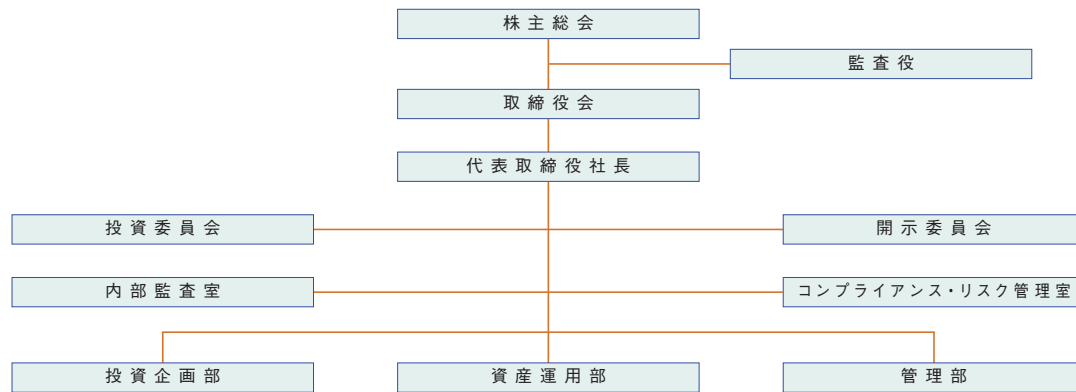 株主総会
監査役
取締役会
代表取締役社長
投資委員会
開示委員会
内部監査室
コンプライアンス・リスク管理室
投資企画部
資産運用部
管理部